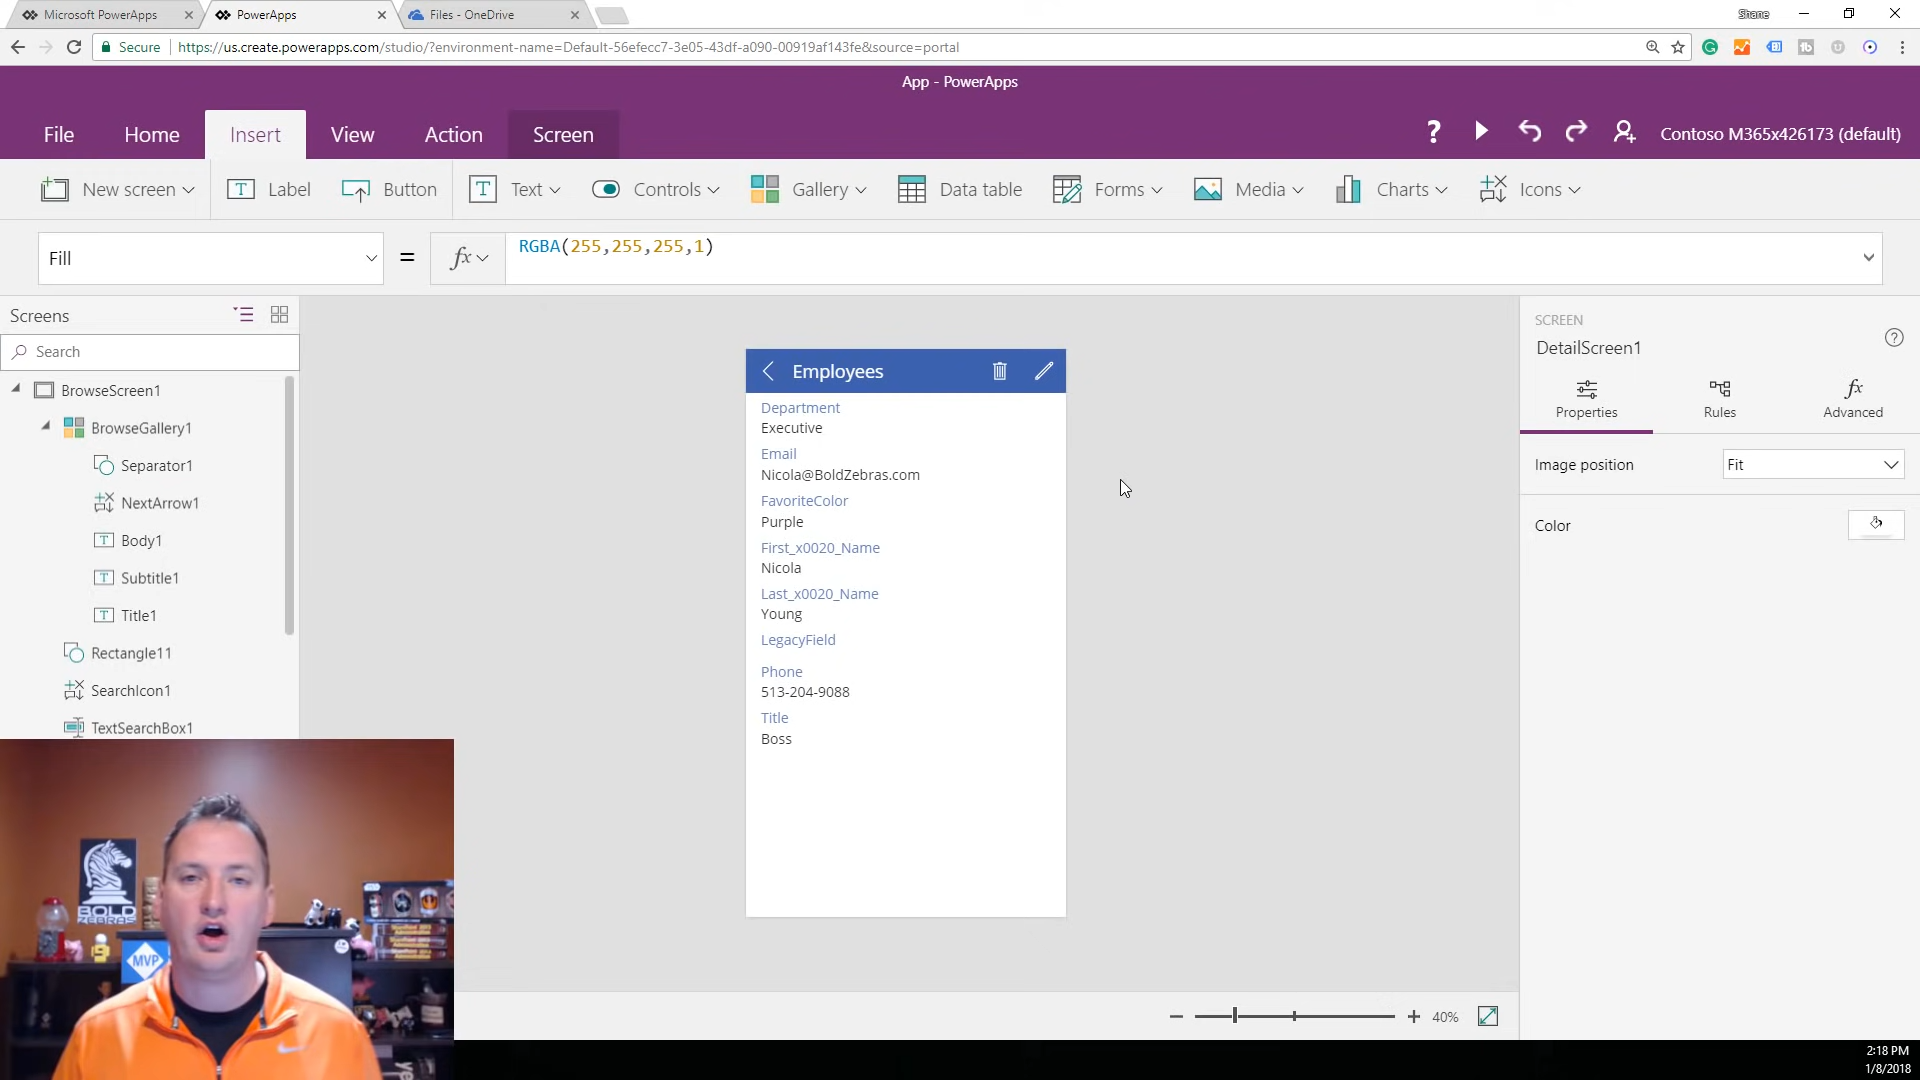 Microsoft PowerApps
PowerApps
Files - OneDrive
Shane
Secure
https://us.create.powerapps.com/studio/?environment-name=Default-56efecc7-3e05-43df-a090-00919af143fe&source=portal
App - PowerApps
File
Home
Insert
View
Action
Screen
?
Contoso M365x426173 (default)
New screen
Label
Button
Text
Controls
Gallery
Data table
Forms
Media
Charts
Icons
Fill
=
fx
RGBA(255,255,255,1)
Screens
Search
BrowseScreen1
BrowseGallery1
Separator1
NextArrow1
Body1
Subtitle1
Title1
Rectangle11
SearchIcon1
TextSearchBox1
Employees
Department
Executive
Email
Nicola@BoldZebras.com
FavoriteColor
Purple
First_x0020_Name
Nicola
Last_x0020_Name
Young
LegacyField
Phone
513-204-9088
Title
Boss
SCREEN
DetailScreen1
Properties
Rules
Advanced
Image position
Fit
Color
BOLD
ZEBRAS
MVP
40%
2:18 PM
1/8/2018